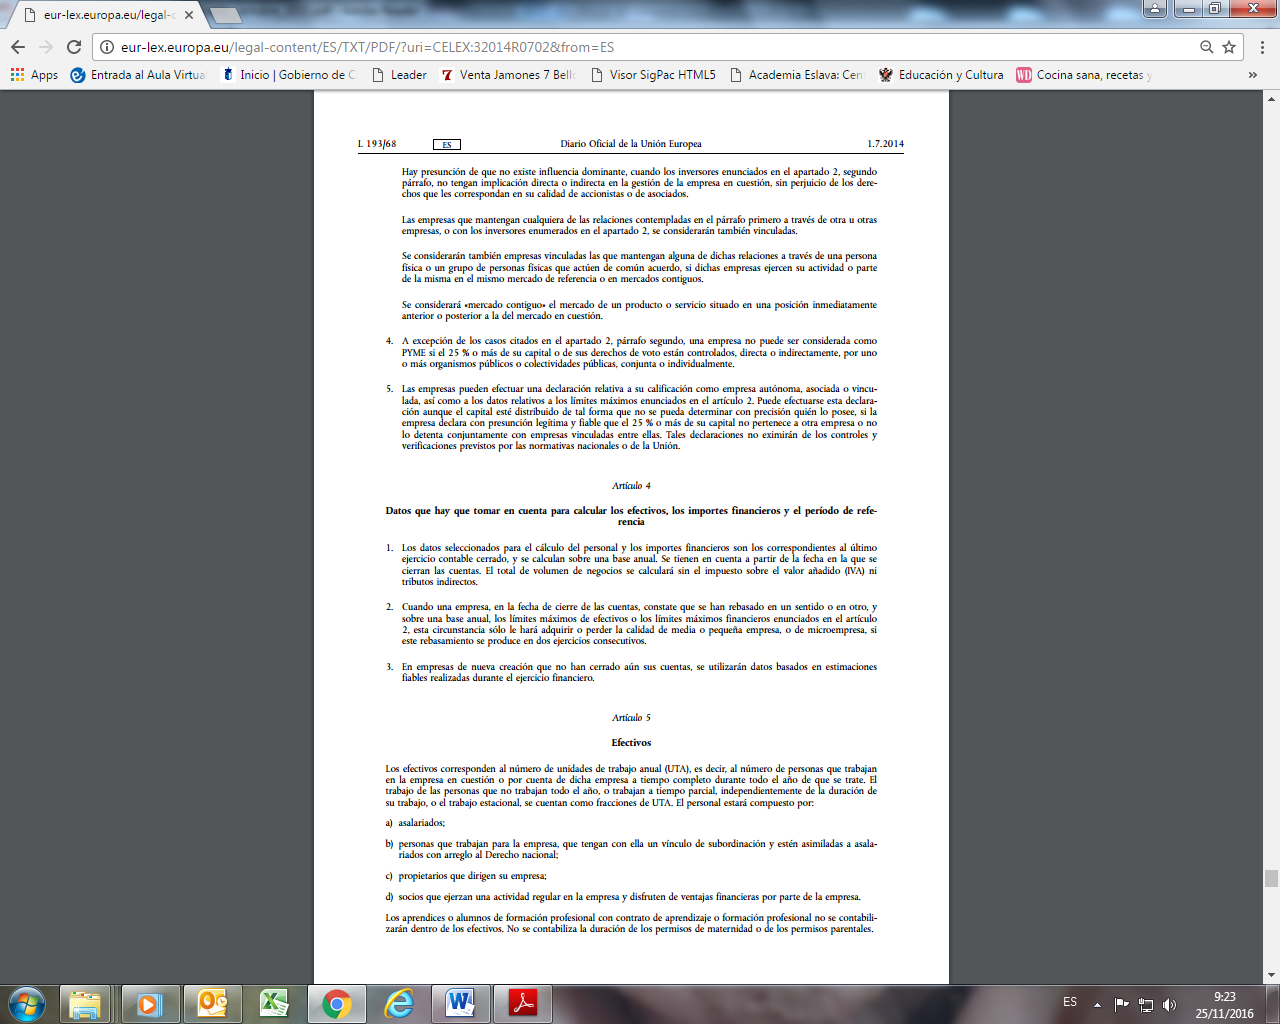 eur-lex.europa.eu/legal-c
eur-lex.europa.eu/legal-content/ES/TXT/PDF/?uri=CELEX:32014R0702&from=ES
Apps Entrada al Aula Virtua Inicio | Gobierno de C Leader Venta Jamones 7 Bell Visor SigPac HTML5 Academia Eslava: Cen Educación y Cultura Cocina sana, recetas y »
L 193/68 ES Diario Oficial de la Unión Europea 1.7.2014
Hay presunción de que no existe influencia dominante, cuando los inversores enunciados en el apartado 2, segundo
párrafo, no tengan implicación directa o indirecta en la gestión de la empresa en cuestión, sin perjuicio de los dere-
chos que les correspondan en su calidad de accionistas o de asociados.
Las empresas que mantengan cualquiera de las relaciones contempladas en el párrafo primero a través de otra u otras
empresas, o con los inversores enumerados en el apartado 2, se considerarán también vinculadas.
Se considerarán también empresas vinculadas las que mantengan alguna de dichas relaciones a través de una persona
física o un grupo de personas físicas que actúen de común acuerdo, si dichas empresas ejercen su actividad o parte
de la misma en el mismo mercado de referencia o en mercados contiguos.
Se considerará «mercado contiguo» el mercado de un producto o servicio situado en una posición inmediatamente
anterior o posterior a la del mercado en cuestión.
4. A excepción de los casos citados en el apartado 2, párrafo segundo, una empresa no puede ser considerada como
PYME si el 25 % o más de su capital o de sus derechos de voto están controlados, directa o indirectamente, por uno
o más organismos públicos o colectividades públicas, conjunta o individualmente.
5. Las empresas pueden efectuar una declaración relativa a su calificación como empresa autónoma, asociada o vincu-
lada, así como a los datos relativos a los límites máximos enunciados en el artículo 2. Puede efectuarse esta declara-
ción aunque el capital esté distribuido de tal forma que no se pueda determinar con precisión quién lo posee, si la
empresa declara con presunción legítima y fiable que el 25 % o más de su capital no pertenece a otra empresa o no
lo detenta conjuntamente con empresas vinculadas entre ellas. Tales declaraciones no eximirán de los controles y
verificaciones previstos por las normativas nacionales o de la Unión.
Artículo 4
Datos que hay que tomar en cuenta para calcular los efectivos, los importes financieros y el período de refe-
rencia
1. Los datos seleccionados para el cálculo del personal y los importes financieros son los correspondientes al último
ejercicio contable cerrado, y se calculan sobre una base anual. Se tienen en cuenta a partir de la fecha en la que se
cierran las cuentas. El total de volumen de negocios se calculará sin el impuesto sobre el valor añadido (IVA) ni
tributos indirectos.
2. Cuando una empresa, en la fecha de cierre de las cuentas, constate que se han rebasado en un sentido o en otro, y
sobre una base anual, los límites máximos de efectivos o los límites máximos financieros enunciados en el artículo
2, esta circunstancia sólo le hará adquirir o perder la calidad de media o pequeña empresa, o de microempresa, si
este rebasamiento se produce en dos ejercicios consecutivos.
3. En empresas de nueva creación que no han cerrado aún sus cuentas, se utilizarán datos basados en estimaciones
fiables realizadas durante el ejercicio financiero.
Artículo 5
Efectivos
Los efectivos corresponden al número de unidades de trabajo anual (UTA), es decir, al número de personas que trabajan
en la empresa en cuestión o por cuenta de dicha empresa a tiempo completo durante todo el año de que se trate. El
trabajo de las personas que no trabajan todo el año, o trabajan a tiempo parcial, independientemente de la duración de
su trabajo, o el trabajo estacional, se cuentan como fracciones de UTA. El personal estará compuesto por:
a) asalariados;
b) personas que trabajan para la empresa, que tengan con ella un vínculo de subordinación y estén asimiladas a asala-
riados con arreglo al Derecho nacional;
c) propietarios que dirigen su empresa;
d) socios que ejerzan una actividad regular en la empresa y disfruten de ventajas financieras por parte de la empresa.
Los aprendices o alumnos de formación profesional con contrato de aprendizaje o formación profesional no se contabili-
zarán dentro de los efectivos. No se contabiliza la duración de los permisos de maternidad o de los permisos parentales.
ES 9:23
25/11/2016